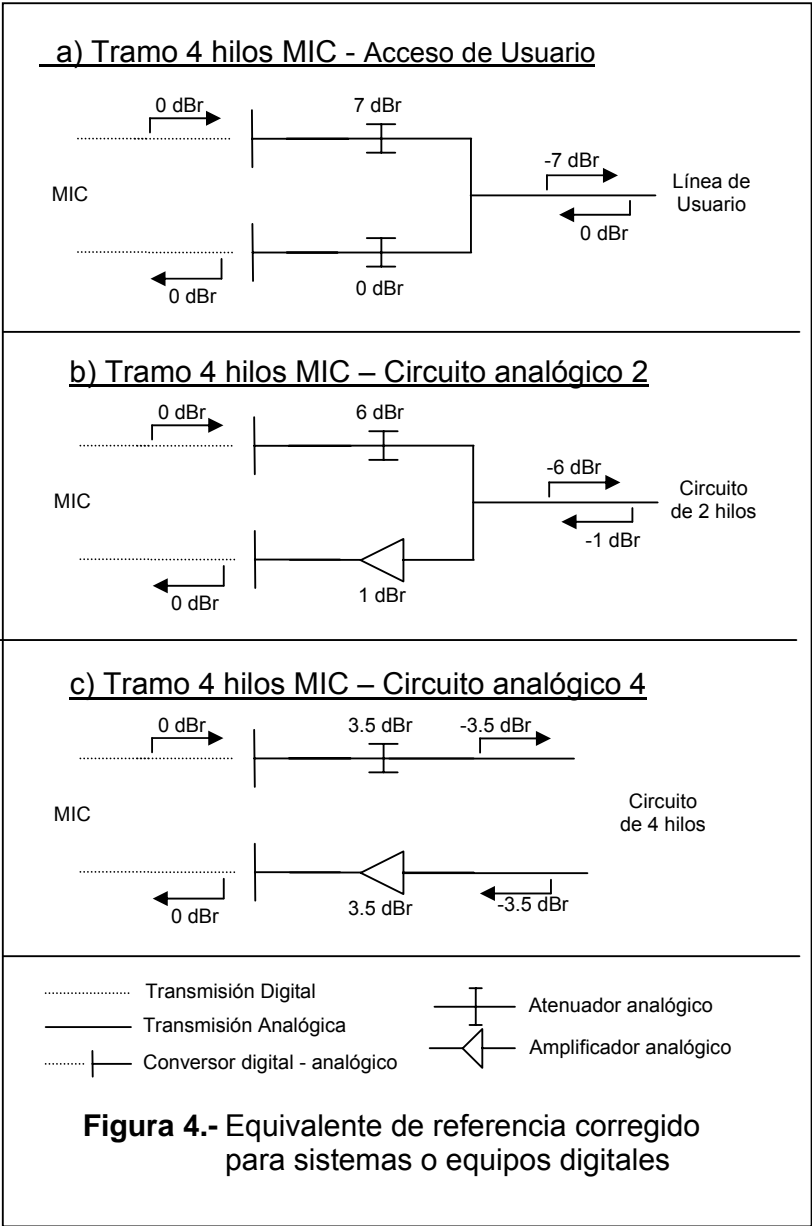 a) Tramo 4 hilos MIC - Acceso de Usuario
0 dBr
7 dBr
-7 dBr
MIC
Línea de
Usuario
0 dBr
0 dBr
0 dBr
b) Tramo 4 hilos MIC – Circuito analógico 2
0 dBr
6 dBr
-6 dBr
MIC
Circuito
de 2 hilos
-1 dBr
0 dBr
1 dBr
c) Tramo 4 hilos MIC – Circuito analógico 4
0 dBr
3.5 dBr
-3.5 dBr
MIC
Circuito
de 4 hilos
0 dBr
3.5 dBr
-3.5 dBr
Transmisión Digital
Transmisión Analógica
Conversor digital - analógico
Atenuador analógico
Amplificador analógico
Figura 4.- Equivalente de referencia corregido
para sistemas o equipos digitales